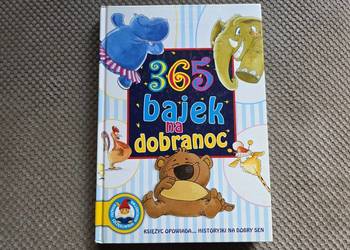 365
bajek
na
dobranoc
KSIĘŻYC OPOWIADA... HISTORYJKI NA DOBRY SEN